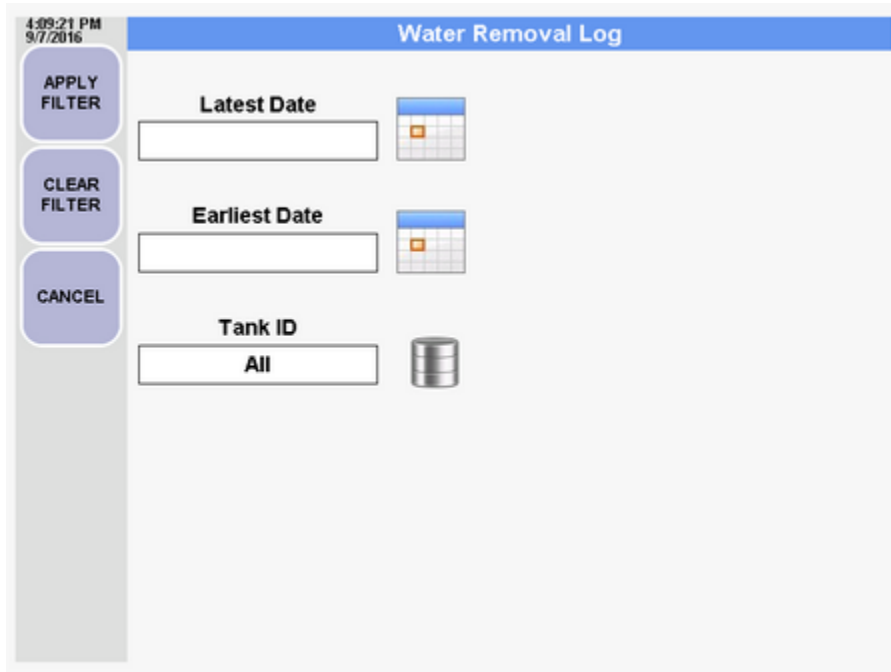 4:09:21 PM
9/7/2016
Water Removal Log
APPLY
FILTER
CLEAR
FILTER
CANCEL
Latest Date
Earliest Date
Tank ID
All